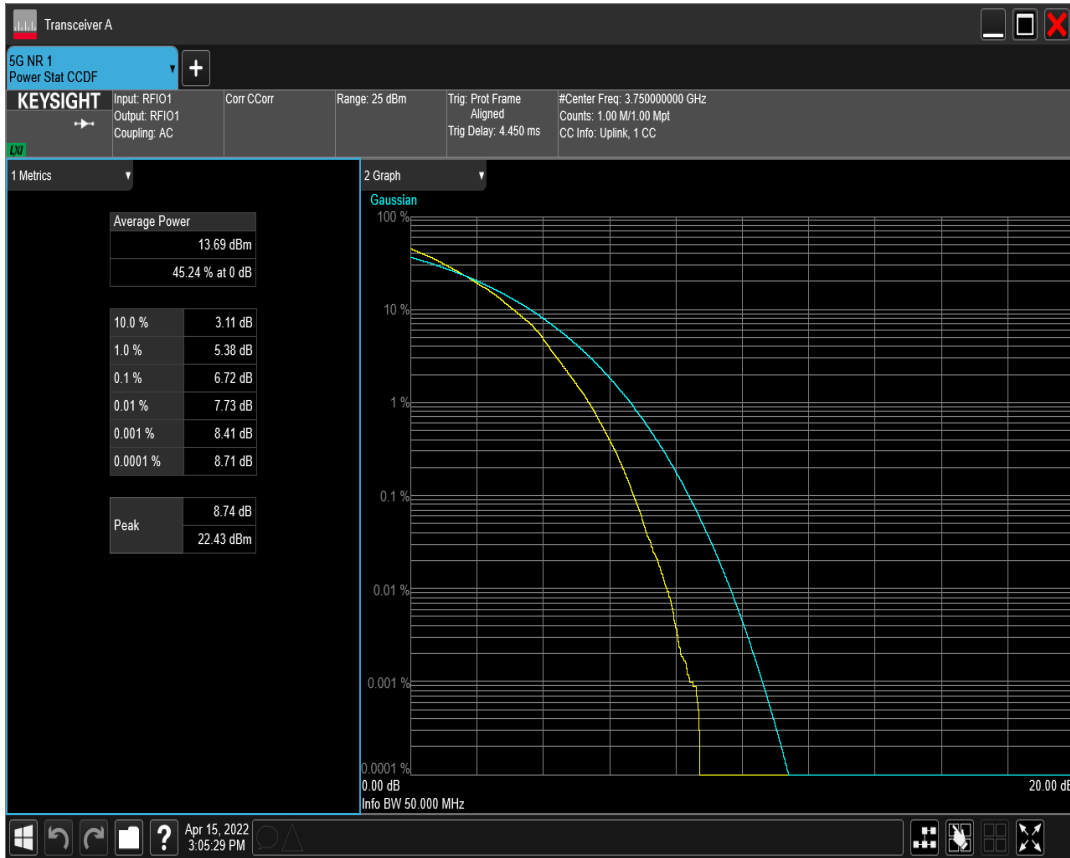 Transceiver A
5G NR 1
Power Stat CCDF
KEYSIGHT
LXI
Input: RFIO1
Output: RFIO1
Coupling: AC
Corr CCorr
Range: 25 dBm
Trig: Prot Frame
Aligned
Trig Delay: 4.450 ms
#Center Freq: 3.750000000 GHz
Counts: 1.00 M/1.00 Mpt
CC Info: Uplink, 1 CC
1 Metrics
Average Power
13.69 dBm
45.24 % at 0 dB
10.0 % 3.11 dB
1.0 % 5.38 dB
0.1 % 6.72 dB
0.01 % 7.73 dB
0.001 % 8.41 dB
0.0001 % 8.71 dB
Peak 8.74 dB
22.43 dBm
2 Graph
Gaussian
100 %
10 %
1 %
0.1 %
0.01 %
0.001 %
0.0001 %
0.00 dB 20.00 dB
Info BW 50.000 MHz
? Apr 15, 2022
3:05:29 PM